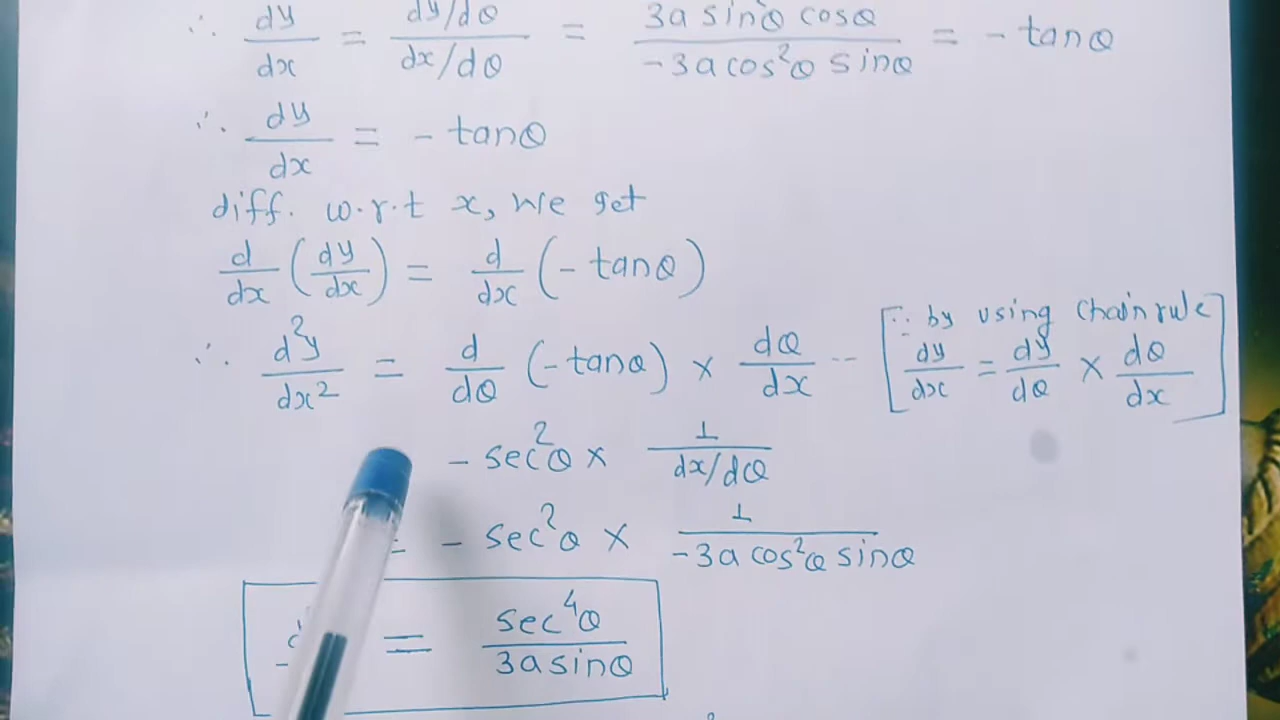 ∴ dy/dx = (dy/dθ)/(dx/dθ) = (3a sin²θ cosθ)/(-3a cos²θ sinθ) = - tanθ
∴ dy/dx = - tanθ
diff. w.r.t x, we get
d/dx (dy/dx) = d/dx (- tanθ)
∴ d²y/dx² = d/dθ (- tanθ) × dθ/dx -- [∵ by using Chain rule dy/dx = dy/dθ × dθ/dx]
- sec²θ × 1/(dx/dθ)
= - sec²θ × 1/(-3a cos²θ sinθ)
= sec⁴θ/(3a sinθ)